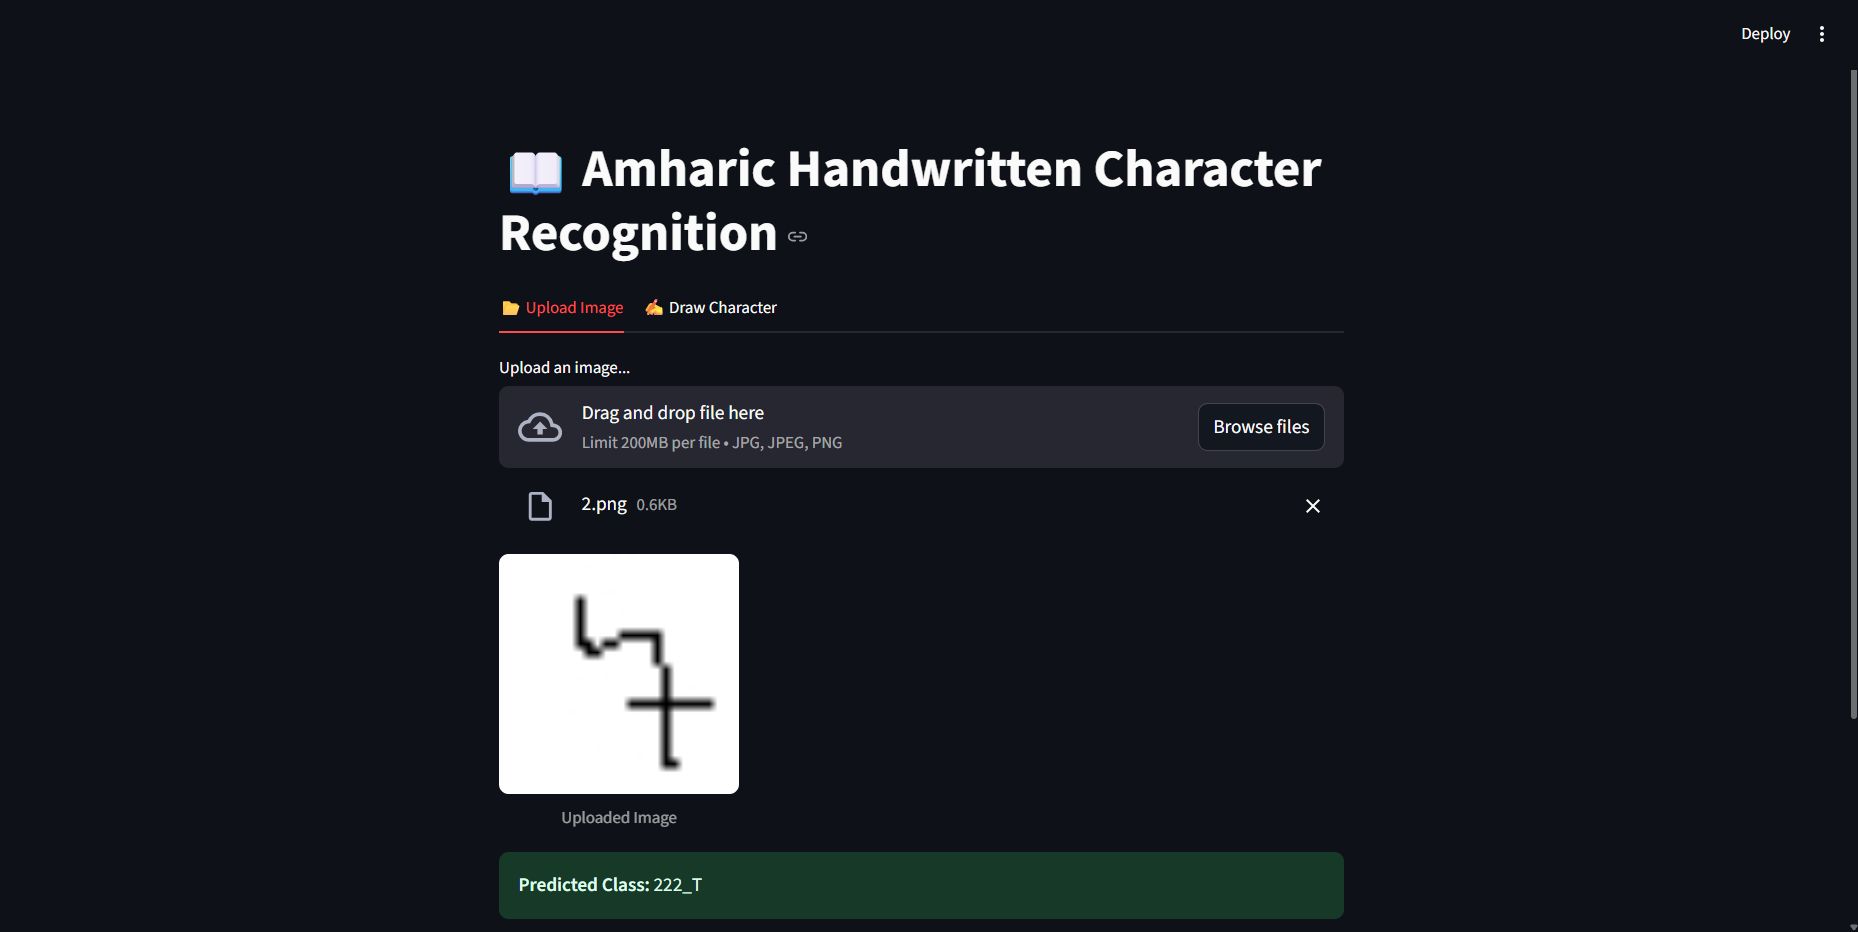 Deploy
📖 Amharic Handwritten Character
Recognition
📂 Upload Image ✍️ Draw Character
Upload an image...
Drag and drop file here
Limit 200MB per file • JPG, JPEG, PNG
Browse files
2.png 0.6KB
Uploaded Image
Predicted Class: 222_T